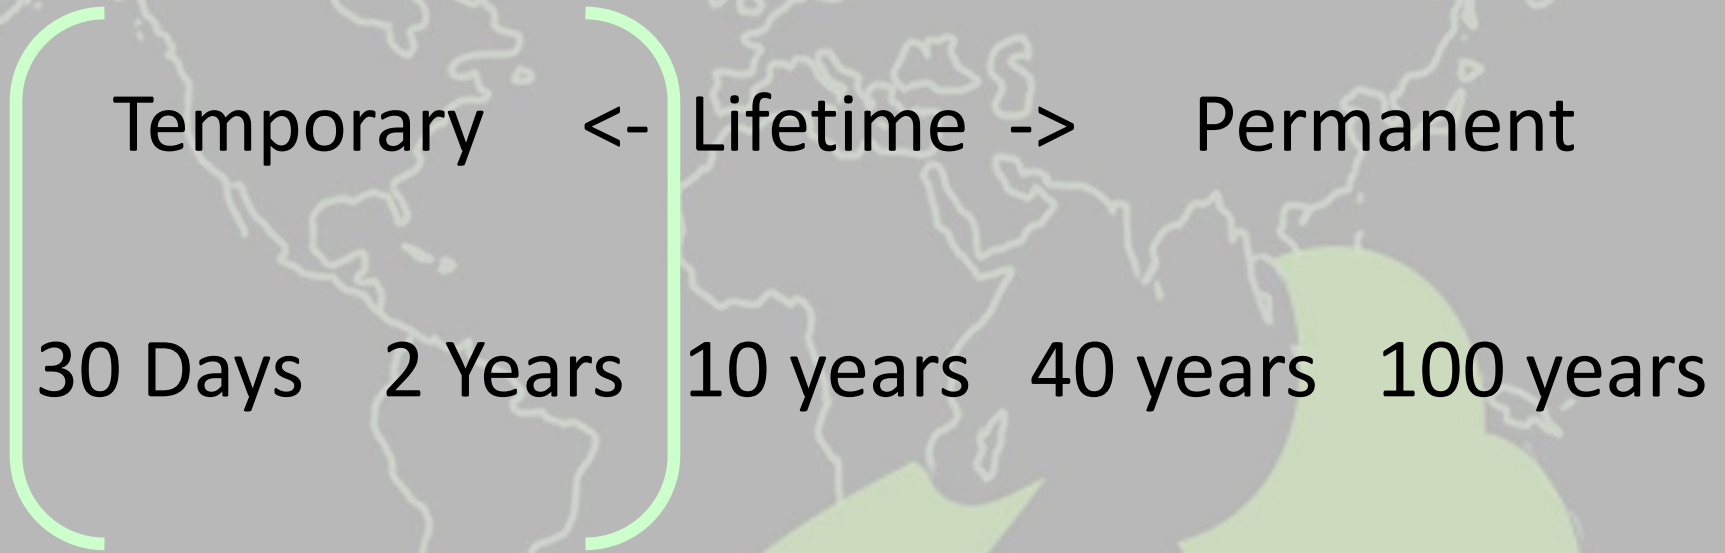 Temporary <- Lifetime -> Permanent
30 Days 2 Years 10 years 40 years 100 years